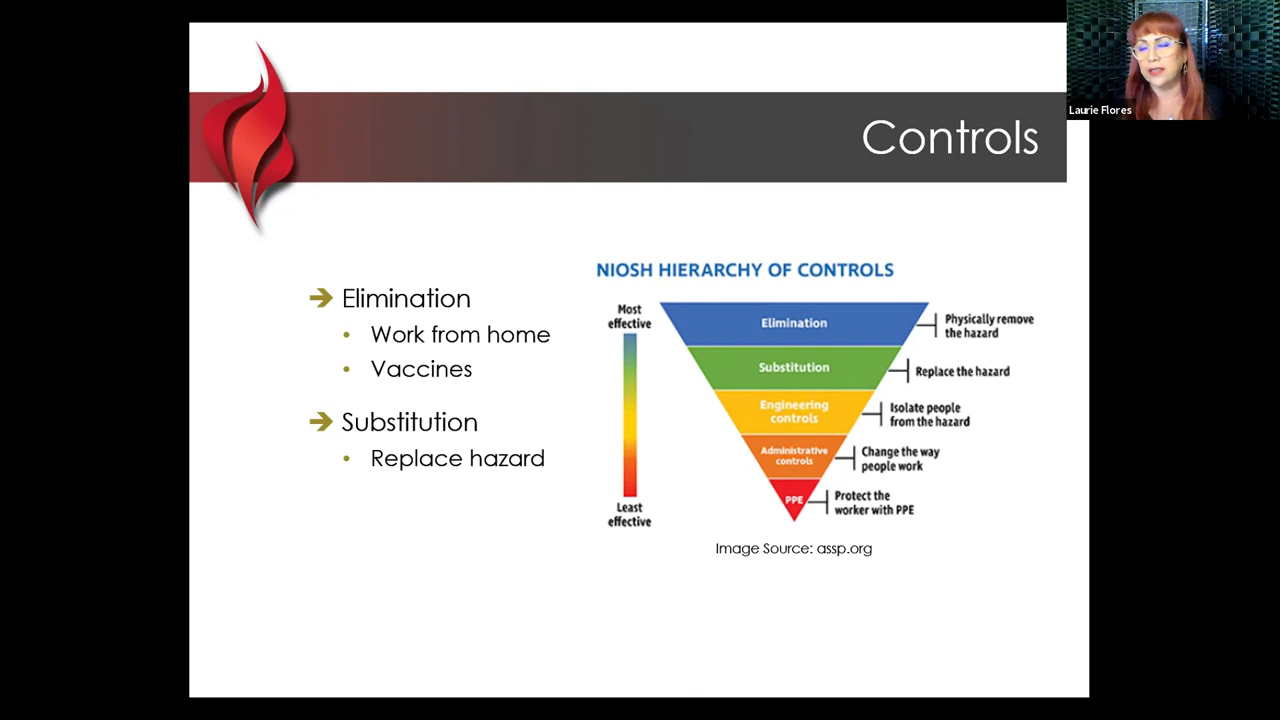 Laurie Flores
Controls
Elimination
• Work from home
• Vaccines
Substitution
• Replace hazard
NIOSH HIERARCHY OF CONTROLS
Most
effective
Least
effective
Elimination
Physically remove
the hazard
Substitution
Replace the hazard
Engineering
controls
Isolate people
from the hazard
Administrative
controls
Change the way
people work
PPE
Protect the
worker with PPE
Image Source: assp.org